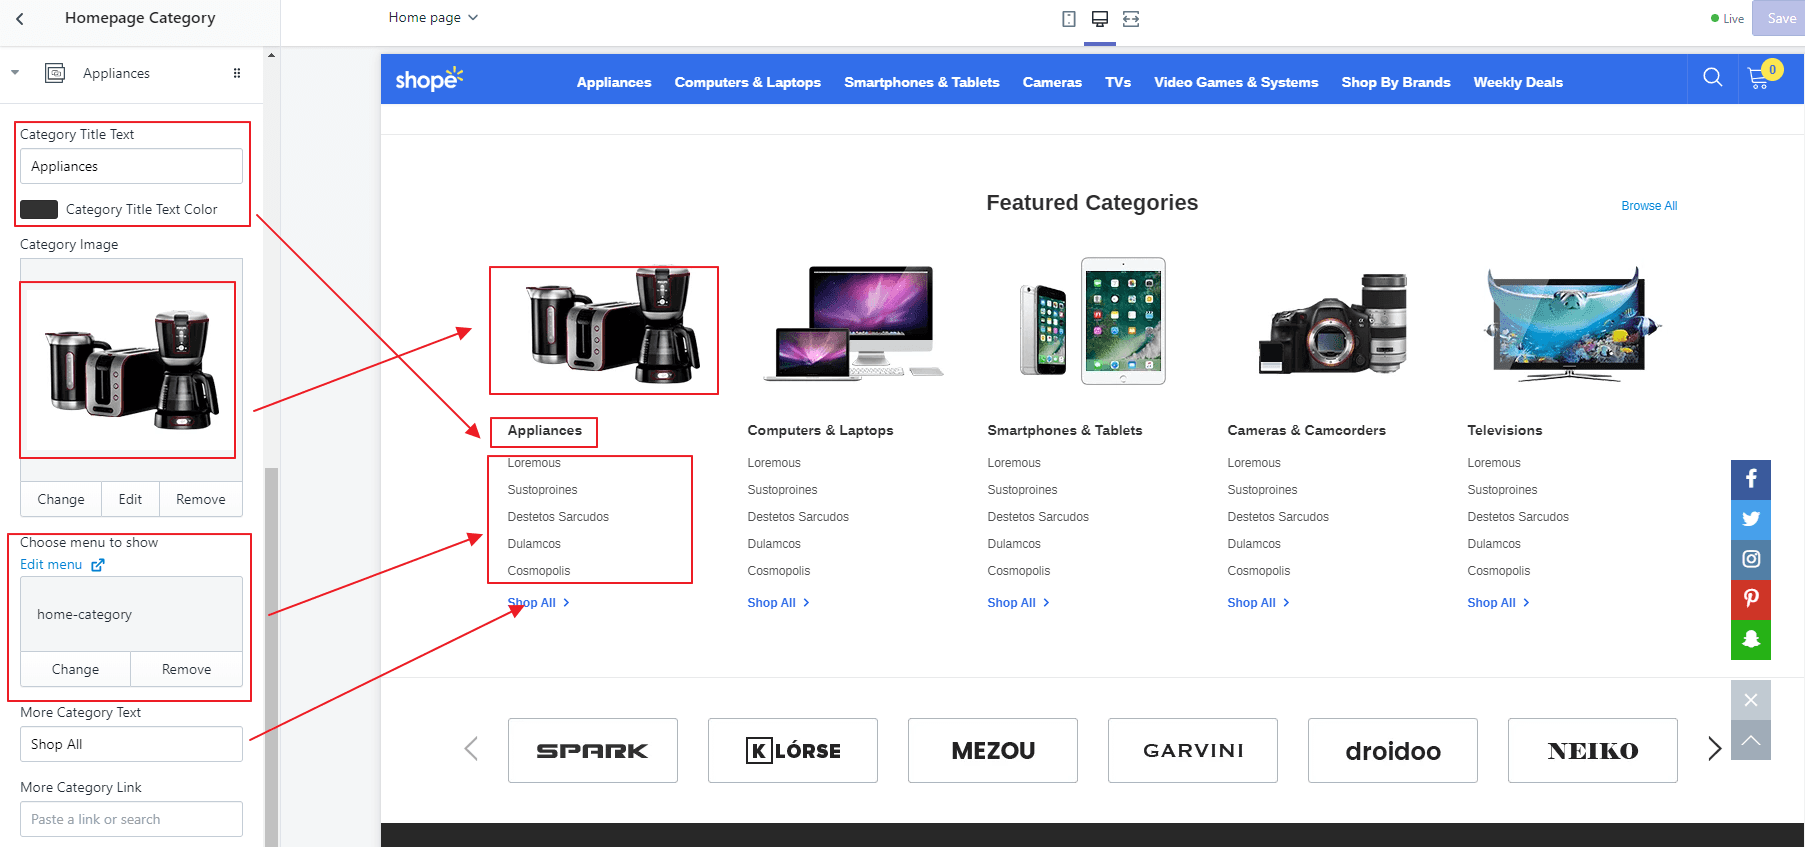 Homepage Category
Home page
Live
Save
Appliances
Category Title Text
Appliances
Category Title Text Color
Category Image
Change
Edit
Remove
Choose menu to show
Edit menu
home-category
Change
Remove
More Category Text
Shop All
More Category Link
Paste a link or search
shope
Appliances
Computers & Laptops
Smartphones & Tablets
Cameras
TVs
Video Games & Systems
Shop By Brands
Weekly Deals
0
Featured Categories
Browse All
Appliances
Loremous
Sustoproines
Destetos Sarcudos
Dulamcos
Cosmopolis
Shop All
Computers & Laptops
Loremous
Sustoproines
Destetos Sarcudos
Dulamcos
Cosmopolis
Shop All
Smartphones & Tablets
Loremous
Sustoproines
Destetos Sarcudos
Dulamcos
Cosmopolis
Shop All
Cameras & Camcorders
Loremous
Sustoproines
Destetos Sarcudos
Dulamcos
Cosmopolis
Shop All
Televisions
Loremous
Sustoproines
Destetos Sarcudos
Dulamcos
Cosmopolis
Shop All
SPARK
KLÓRSE
MEZOU
GARVINI
droidoo
NEIKO